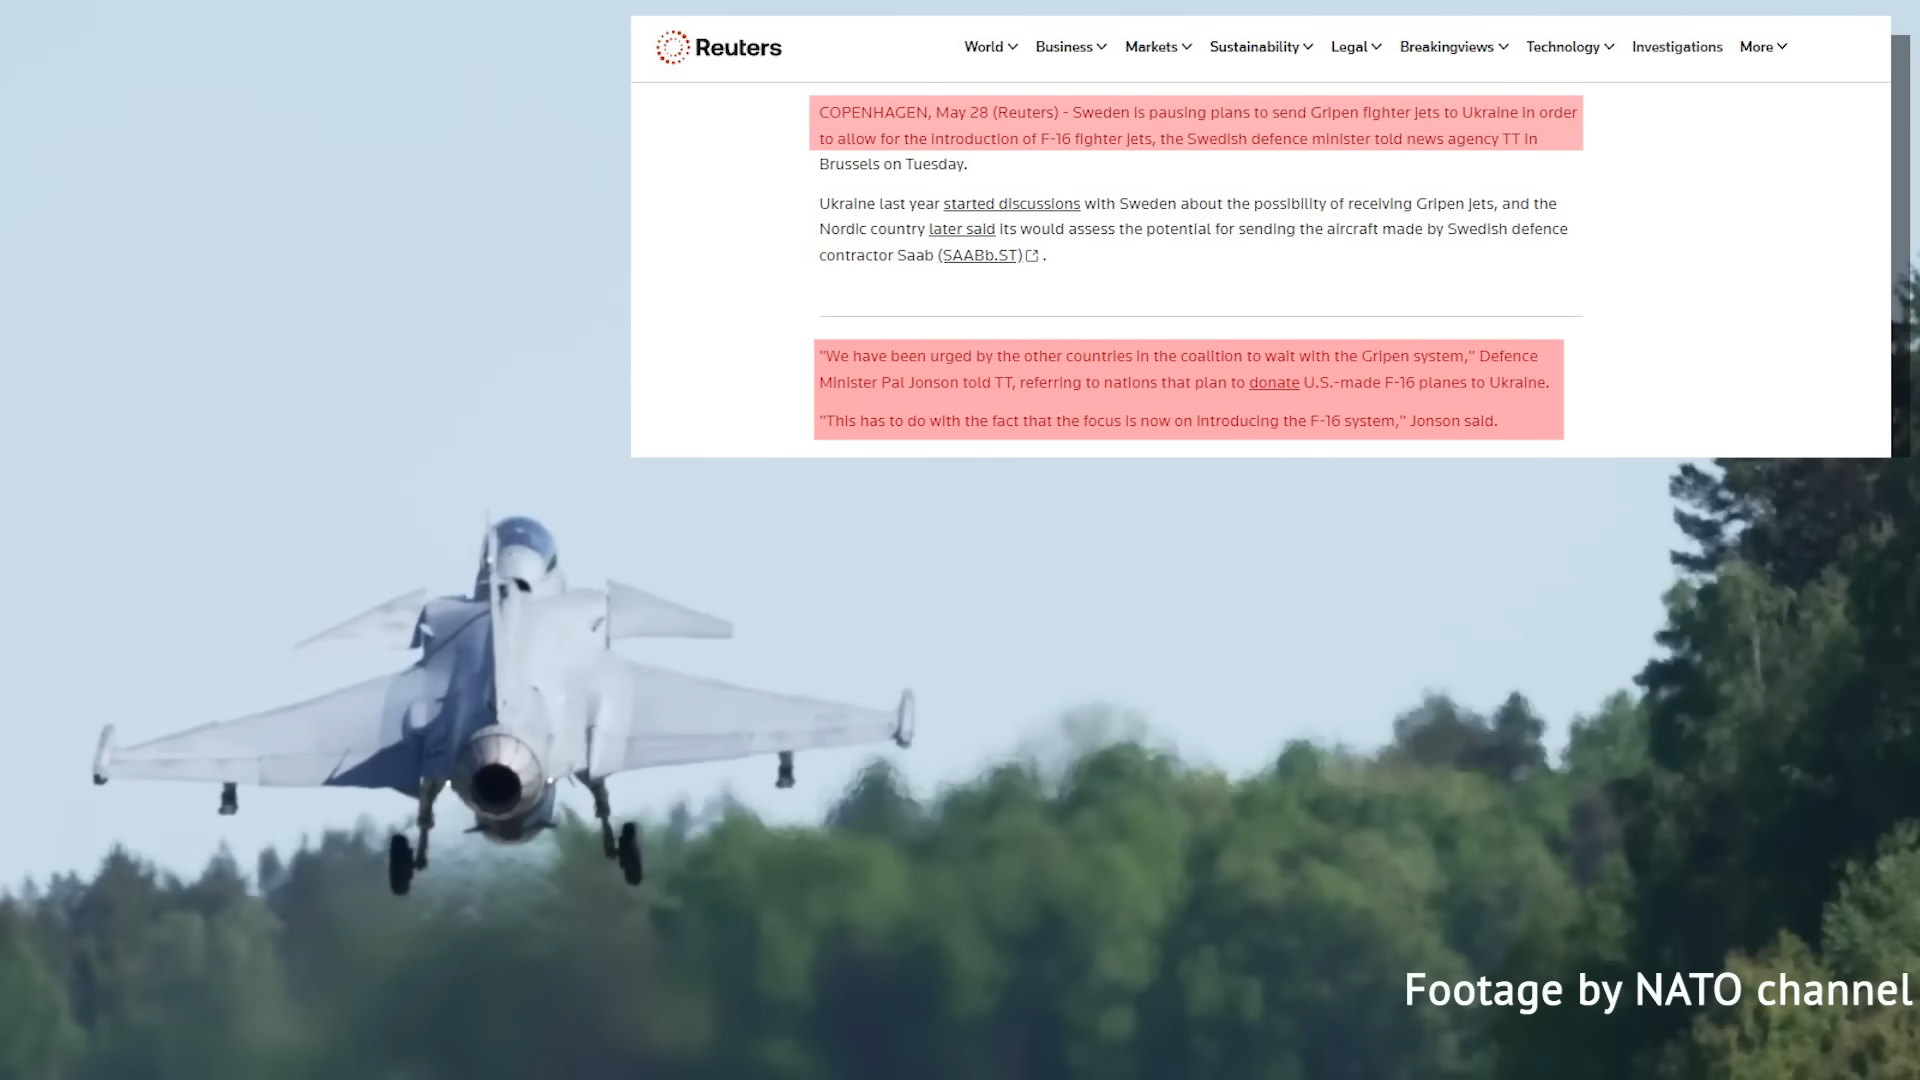 Reuters
World Business Markets Sustainability Legal Breakingviews Technology Investigations More
COPENHAGEN, May 28 (Reuters) - Sweden is pausing plans to send Gripen fighter jets to Ukraine in order
to allow for the introduction of F-16 fighter jets, the Swedish defence minister told news agency TT in
Brussels on Tuesday.
Ukraine last year started discussions with Sweden about the possibility of receiving Gripen jets, and the
Nordic country later said its would assess the potential for sending the aircraft made by Swedish defence
contractor Saab (SAABb.ST) .
"We have been urged by the other countries in the coalition to wait with the Gripen system," Defence
Minister Pal Jonson told TT, referring to nations that plan to donate U.S.-made F-16 planes to Ukraine.
"This has to do with the fact that the focus is now on introducing the F-16 system," Jonson said.
Footage by NATO channel